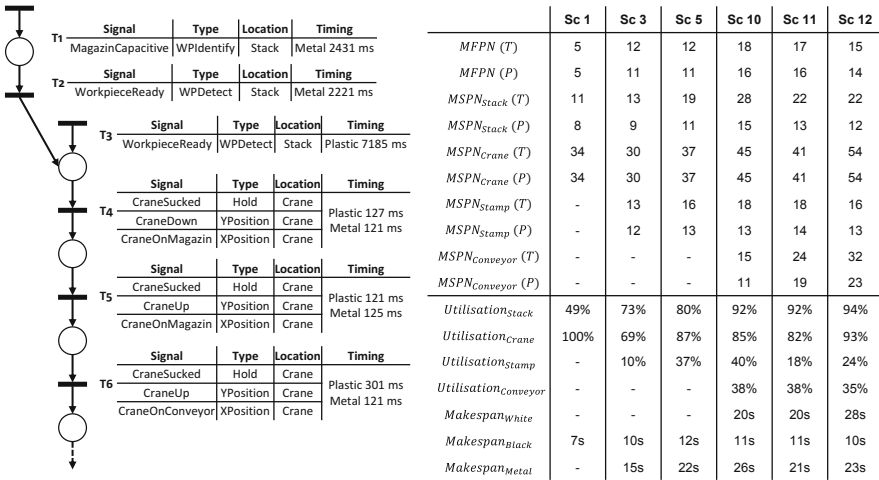 T1
Signal Type Location Timing
MagazinCapacitive WPIdentify Stack Metal 2431 ms
T2
Signal Type Location Timing
WorkpieceReady WPDetect Stack Metal 2221 ms
T3
Signal Type Location Timing
WorkpieceReady WPDetect Stack Plastic 7185 ms
T4
Signal Type Location Timing
CraneSucked Hold Crane
CraneDown YPosition Crane
CraneOnMagazin XPosition Crane
Plastic 127 ms
Metal 121 ms
T5
Signal Type Location Timing
CraneSucked Hold Crane
CraneUp YPosition Crane
CraneOnMagazin XPosition Crane
Plastic 121 ms
Metal 125 ms
T6
Signal Type Location Timing
CraneSucked Hold Crane
CraneUp YPosition Crane
CraneOnConveyor XPosition Crane
Plastic 301 ms
Metal 121 ms
Sc 1 Sc 3 Sc 5 Sc 10 Sc 11 Sc 12
MFPN (T) 5 12 12 18 17 15
MFPN (P) 5 11 11 16 16 14
MSPN_Stack (T) 11 13 19 28 22 22
MSPN_Stack (P) 8 9 11 15 13 12
MSPN_Crane (T) 34 30 37 45 41 54
MSPN_Crane (P) 34 30 37 45 41 54
MSPN_Stamp (T) - 13 16 18 18 16
MSPN_Stamp (P) - 12 13 13 14 13
MSPN_Conveyor (T) - - - 15 24 32
MSPN_Conveyor (P) - - - 11 19 23
Utilisation_Stack 49% 73% 80% 92% 92% 94%
Utilisation_Crane 100% 69% 87% 85% 82% 93%
Utilisation_Stamp - 10% 37% 40% 18% 24%
Utilisation_Conveyor - - - 38% 38% 35%
Makespan_White - - - 20s 20s 28s
Makespan_Black 7s 10s 12s 11s 11s 10s
Makespan_Metal - 15s 22s 26s 21s 23s